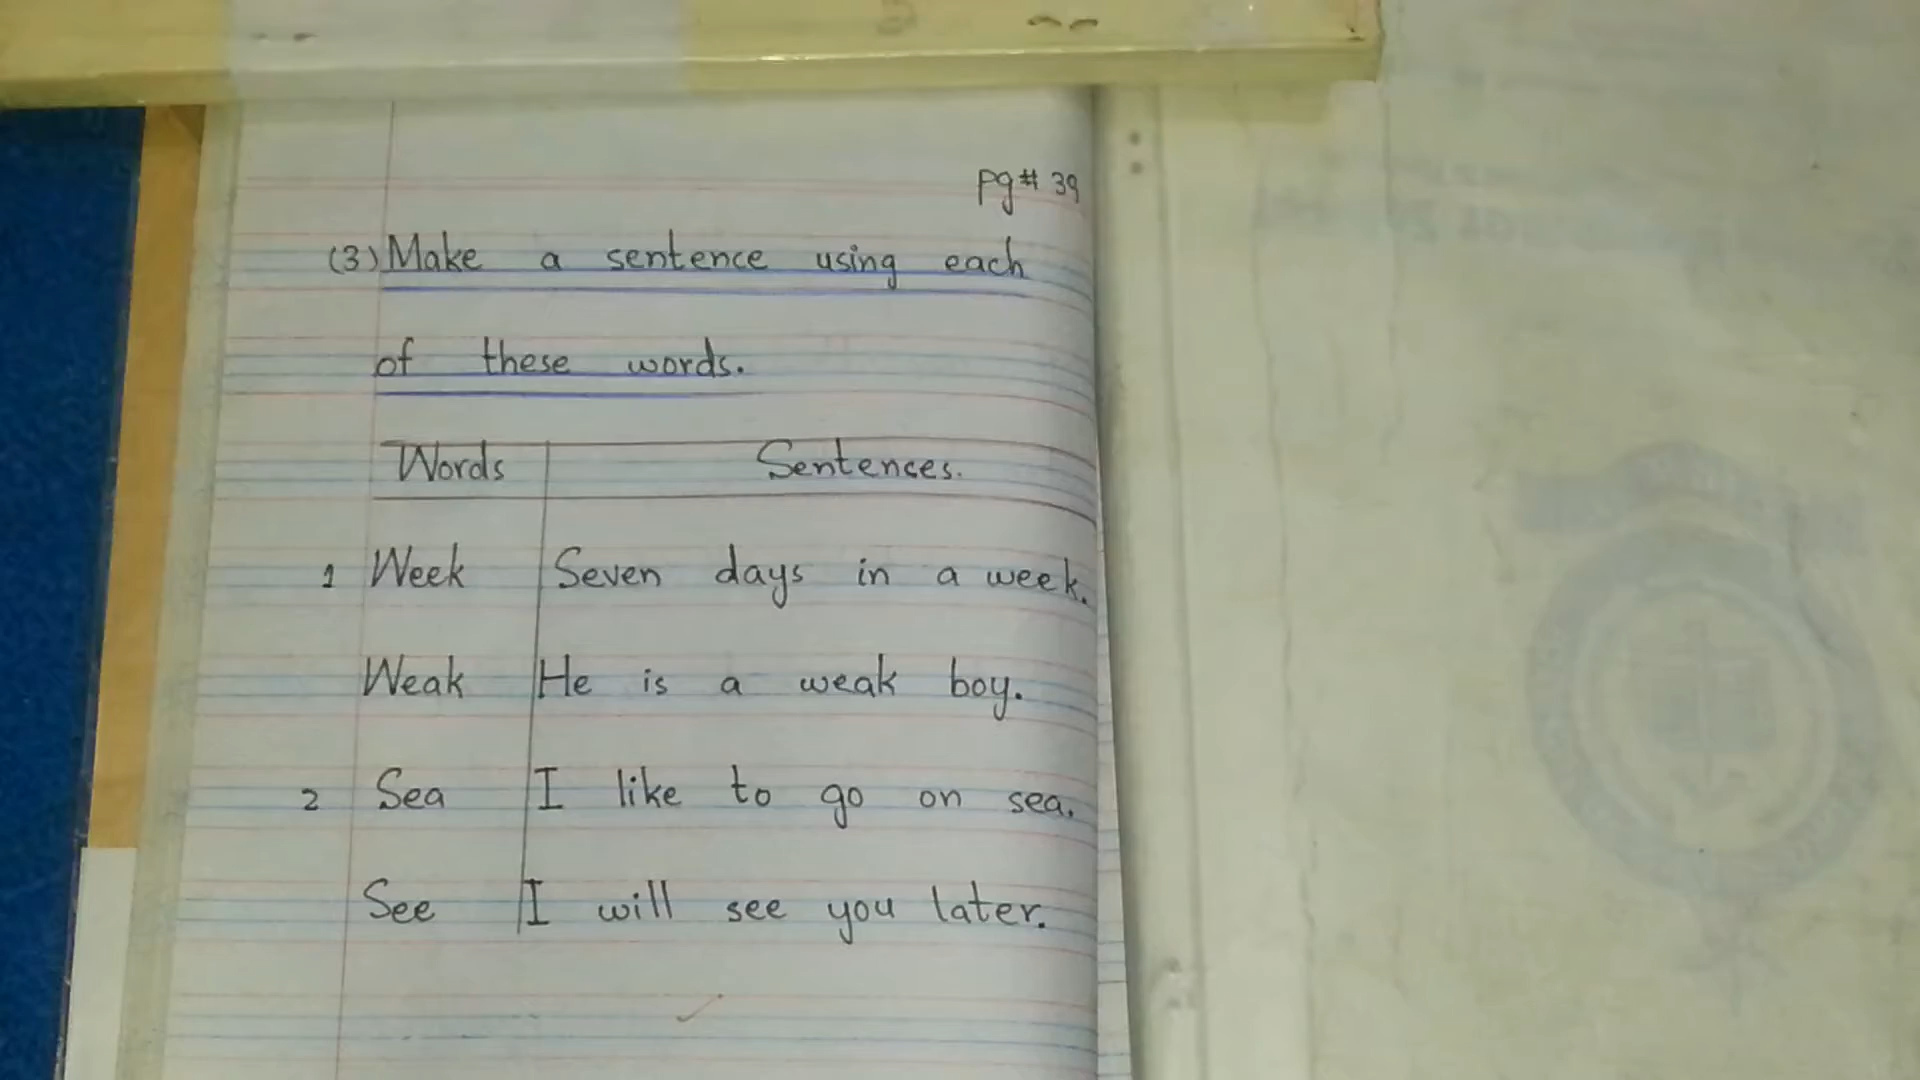 pg# 39
(3) Make a sentence using each
of these words.
Words Sentences.
1 Week Seven days in a week.
Weak He is a weak boy.
2 Sea I like to go on sea.
See I will see you later.